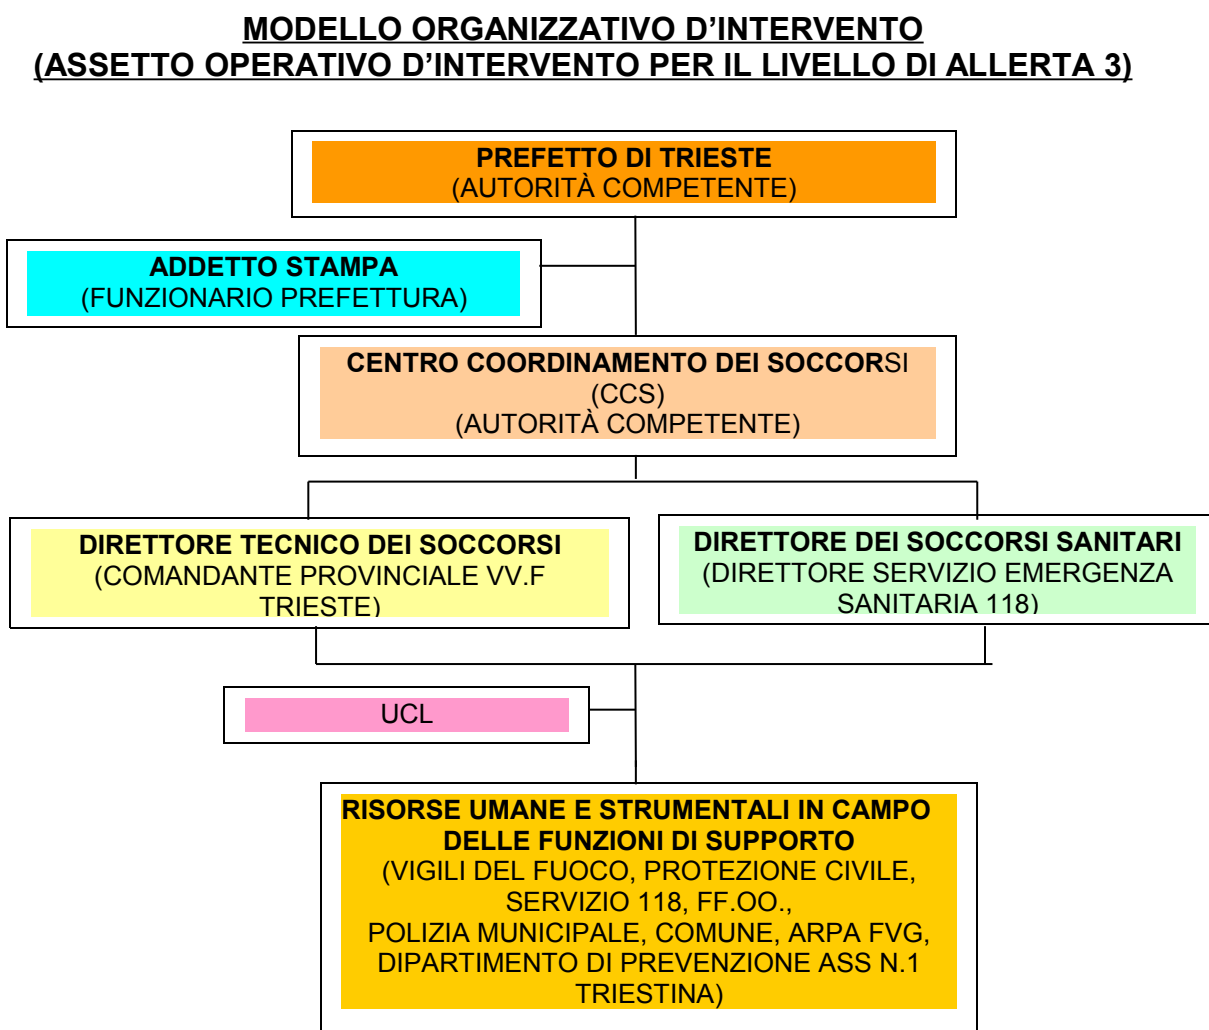 MODELLO ORGANIZZATIVO D'INTERVENTO
(ASSETTO OPERATIVO D'INTERVENTO PER IL LIVELLO DI ALLERTA 3)
PREFETTO DI TRIESTE
(AUTORITÀ COMPETENTE)
ADDETTO STAMPA
(FUNZIONARIO PREFETTURA)
CENTRO COORDINAMENTO DEI SOCCORSI
(CCS)
(AUTORITÀ COMPETENTE)
DIRETTORE TECNICO DEI SOCCORSI
(COMANDANTE PROVINCIALE VV.F
TRIESTE)
DIRETTORE DEI SOCCORSI SANITARI
(DIRETTORE SERVIZIO EMERGENZA
SANITARIA 118)
UCL
RISORSE UMANE E STRUMENTALI IN CAMPO
DELLE FUNZIONI DI SUPPORTO
(VIGILI DEL FUOCO, PROTEZIONE CIVILE,
SERVIZIO 118, FF.OO.,
POLIZIA MUNICIPALE, COMUNE, ARPA FVG,
DIPARTIMENTO DI PREVENZIONE ASS N.1
TRIESTINA)